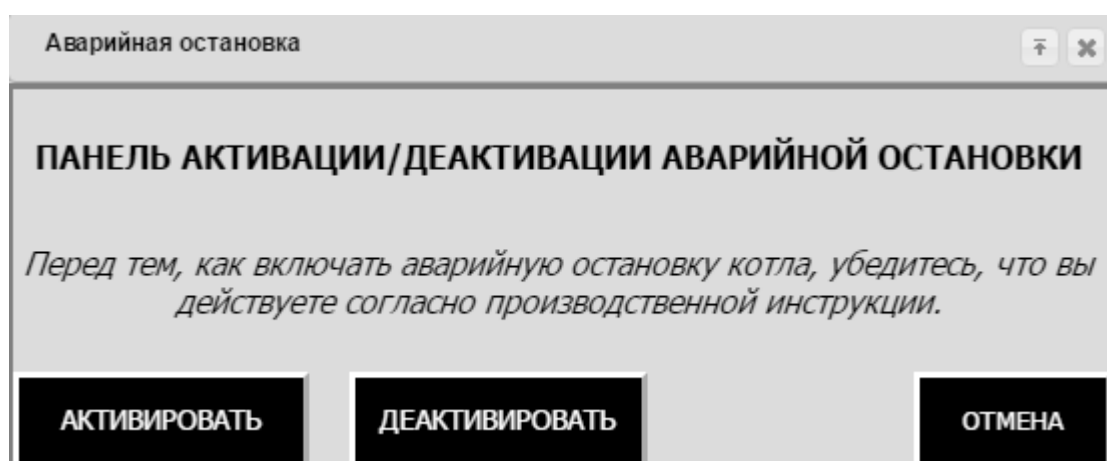 Аварийная остановка
ПАНЕЛЬ АКТИВАЦИИ/ДЕАКТИВАЦИИ АВАРИЙНОЙ ОСТАНОВКИ
Перед тем, как включать аварийную остановку котла, убедитесь, что вы
действуете согласно производственной инструкции.
АКТИВИРОВАТЬ ДЕАКТИВИРОВАТЬ ОТМЕНА